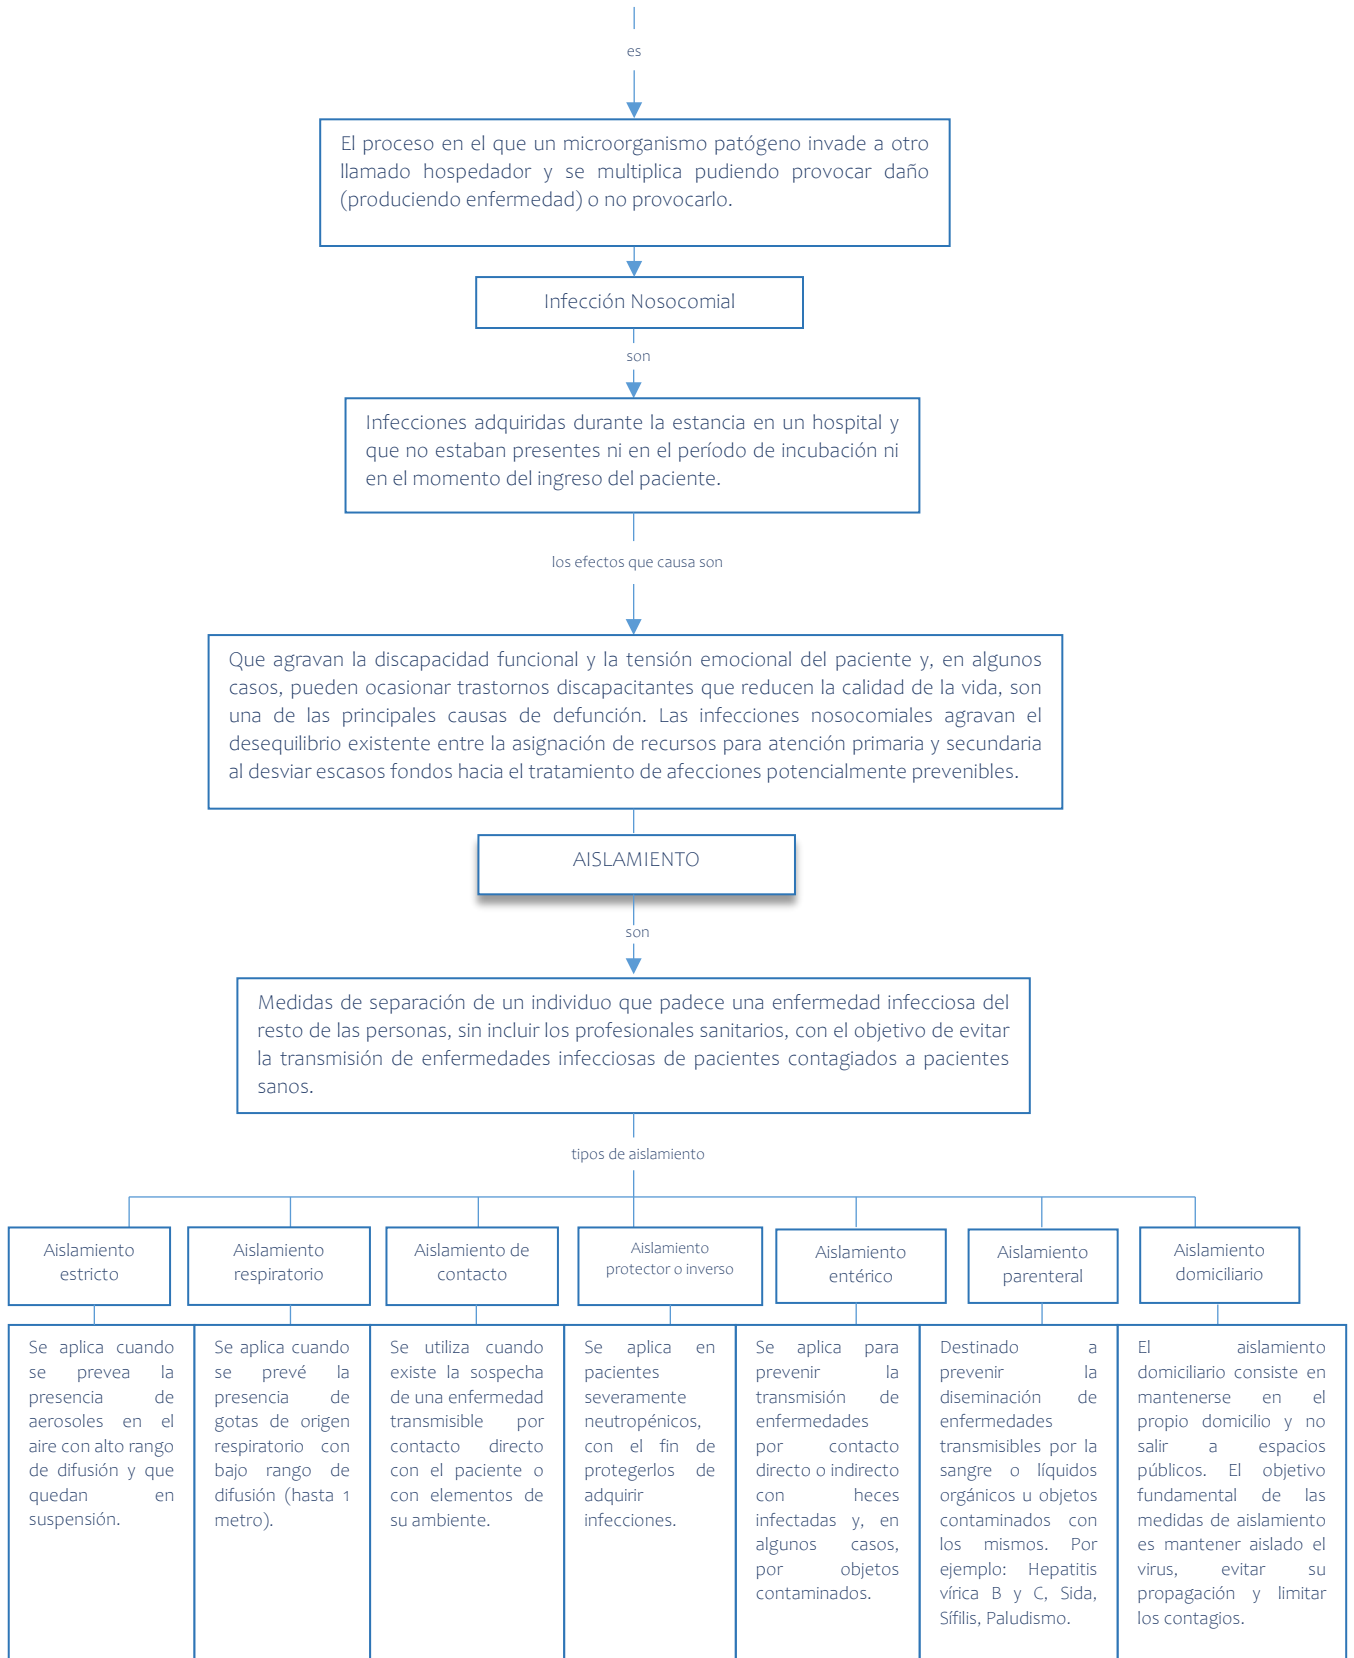 es
El proceso en el que un microorganismo patógeno invade a otro
llamado hospedador y se multiplica pudiendo provocar daño
(produciendo enfermedad) o no provocarlo.
Infección Nosocomial
son
Infecciones adquiridas durante la estancia en un hospital y
que no estaban presentes ni en el período de incubación ni
en el momento del ingreso del paciente.
los efectos que causa son
Que agravan la discapacidad funcional y la tensión emocional del paciente y, en algunos
casos, pueden ocasionar trastornos discapacitantes que reducen la calidad de la vida, son
una de las principales causas de defunción. Las infecciones nosocomiales agravan el
desequilibrio existente entre la asignación de recursos para atención primaria y secundaria
al desviar escasos fondos hacia el tratamiento de afecciones potencialmente prevenibles.
AISLAMIENTO
son
Medidas de separación de un individuo que padece una enfermedad infecciosa del
resto de las personas, sin incluir los profesionales sanitarios, con el objetivo de evitar
la transmisión de enfermedades infecciosas de pacientes contagiados a pacientes
sanos.
tipos de aislamiento
Aislamiento
estricto
Aislamiento
respiratorio
Aislamiento de
contacto
Aislamiento
protector o inverso
Aislamiento
entérico
Aislamiento
parenteral
Aislamiento
domiciliario
Se aplica cuando
se prevea la
presencia de
aerosoles en el
aire con alto rango
de difusión y que
quedan en
suspensión.
Se aplica cuando
se prevé la
presencia de
gotas de origen
respiratorio con
bajo rango de
difusión (hasta 1
metro).
Se utiliza cuando
existe la sospecha
de una enfermedad
transmisible por
contacto directo
con el paciente o
con elementos de
su ambiente.
Se aplica en
pacientes
severamente
neutropénicos,
con el fin de
protegerlos de
adquirir
infecciones.
Se aplica para
prevenir la
transmisión de
enfermedades
por contacto
directo o indirecto
con heces
infectadas y, en
algunos casos,
por objetos
contaminados.
Destinado a
prevenir la
diseminación de
enfermedades
transmisibles por la
sangre o líquidos
orgánicos u objetos
contaminados con
los mismos. Por
ejemplo: Hepatitis
vírica B y C, Sida,
Sífilis, Paludismo.
El aislamiento
domiciliario consiste en
mantenerse en el
propio domicilio y no
salir a espacios
públicos. El objetivo
fundamental de las
medidas de aislamiento
es mantener aislado el
virus, evitar su
propagación y limitar
los contagios.